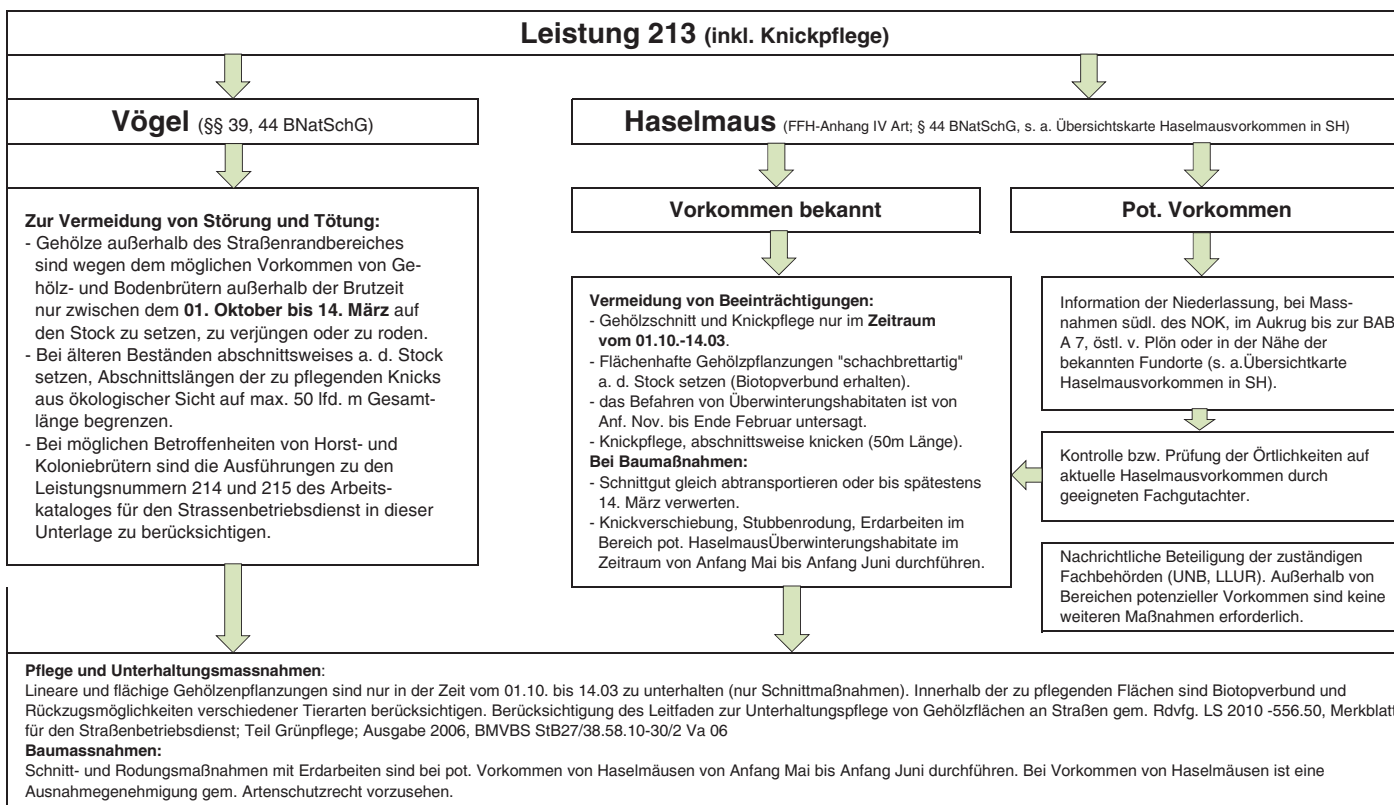 Leistung 213 (inkl. Knickpflege)
Vögel (§§ 39, 44 BNatSchG)
Haselmaus (FFH-Anhang IV Art; § 44 BNatSchG, s. a. Übersichtskarte Haselmausvorkommen in SH)
Zur Vermeidung von Störung und Tötung:
- Gehölze außerhalb des Straßenrandbereiches
sind wegen dem möglichen Vorkommen von Ge-
hölz- und Bodenbrütern außerhalb der Brutzeit
nur zwischen dem 01. Oktober bis 14. März auf
den Stock zu setzen, zu verjüngen oder zu roden.
- Bei älteren Beständen abschnittsweises a. d. Stock
setzen, Abschnittslängen der zu pflegenden Knicks
aus ökologischer Sicht auf max. 50 lfd. m Gesamt-
länge begrenzen.
- Bei möglichen Betroffenheiten von Horst- und
Koloniebrütern sind die Ausführungen zu den
Leistungsnummern 214 und 215 des Arbeits-
kataloges für den Strassenbetriebsdienst in dieser
Unterlage zu berücksichtigen.
Vorkommen bekannt
Vermeidung von Beeinträchtigungen:
- Gehölzschnitt und Knickpflege nur im Zeitraum
vom 01.10.-14.03.
- Flächenhafte Gehölzpflanzungen "schachbrettartig"
a. d. Stock setzen (Biotopverbund erhalten).
- das Befahren von Überwinterungshabitaten ist von
Anf. Nov. bis Ende Februar untersagt.
- Knickpflege, abschnittsweise knicken (50m Länge).
Bei Baumaßnahmen:
- Schnittgut gleich abtransportieren oder bis spätestens
14. März verwerten.
- Knickverschiebung, Stubbenrodung, Erdarbeiten im
Bereich pot. HaselmausÜberwinterungshabitate im
Zeitraum von Anfang Mai bis Anfang Juni durchführen.
Pot. Vorkommen
Information der Niederlassung, bei Mass-
nahmen südl. des NOK, im Aukrug bis zur BAB
A 7, östl. v. Plön oder in der Nähe der
bekannten Fundorte (s. a.Übersichtkarte
Haselmausvorkommen in SH).
Kontrolle bzw. Prüfung der Örtlichkeiten auf
aktuelle Haselmausvorkommen durch
geeigneten Fachgutachter.
Nachrichtliche Beteiligung der zuständigen
Fachbehörden (UNB, LLUR). Außerhalb von
Bereichen potenzieller Vorkommen sind keine
weiteren Maßnahmen erforderlich.
Pflege und Unterhaltungsmassnahmen:
Lineare und flächige Gehölzenpflanzungen sind nur in der Zeit vom 01.10. bis 14.03 zu unterhalten (nur Schnittmaßnahmen). Innerhalb der zu pflegenden Flächen sind Biotopverbund und
Rückzugsmöglichkeiten verschiedener Tierarten berücksichtigen. Berücksichtigung des Leitfaden zur Unterhaltungspflege von Gehölzflächen an Straßen gem. Rdvfg. LS 2010 -556.50, Merkblatt
für den Straßenbetriebsdienst; Teil Grünpflege; Ausgabe 2006, BMVBS StB27/38.58.10-30/2 Va 06
Baumassnahmen:
Schnitt- und Rodungsmaßnahmen mit Erdarbeiten sind bei pot. Vorkommen von Haselmäusen von Anfang Mai bis Anfang Juni durchführen. Bei Vorkommen von Haselmäusen ist eine
Ausnahmegenehmigung gem. Artenschutzrecht vorzusehen.